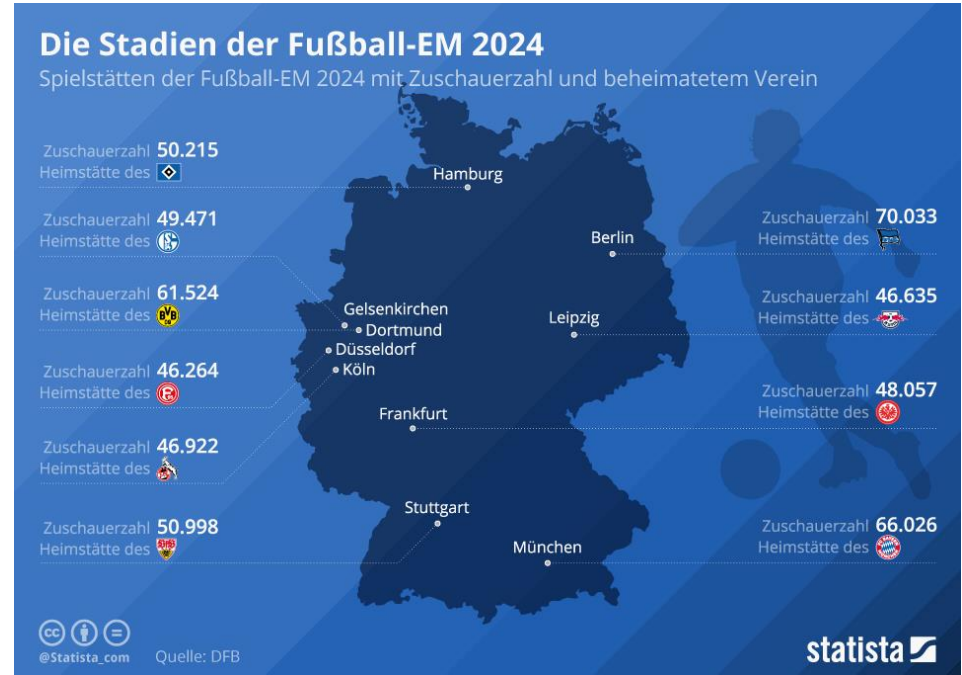 Die Stadien der Fußball-EM 2024
Spielstätten der Fußball-EM 2024 mit Zuschauerzahl und beheimatetem Verein
Zuschauerzahl 50.215
Heimstätte des
Zuschauerzahl 49.471
Heimstätte des
Zuschauerzahl 61.524
Heimstätte des
BVB
09
Zuschauerzahl 46.264
Heimstätte des
Zuschauerzahl 46.922
Heimstätte des
Zuschauerzahl 50.998
Heimstätte des
Hamburg
Berlin
Gelsenkirchen
Dortmund
Leipzig
Düsseldorf
Köln
Frankfurt
Stuttgart
München
Zuschauerzahl 70.033
Heimstätte des
Zuschauerzahl 46.635
Heimstätte des
Zuschauerzahl 48.057
Heimstätte des
Zuschauerzahl 66.026
Heimstätte des
cc
@Statista_com
Quelle: DFB
statista